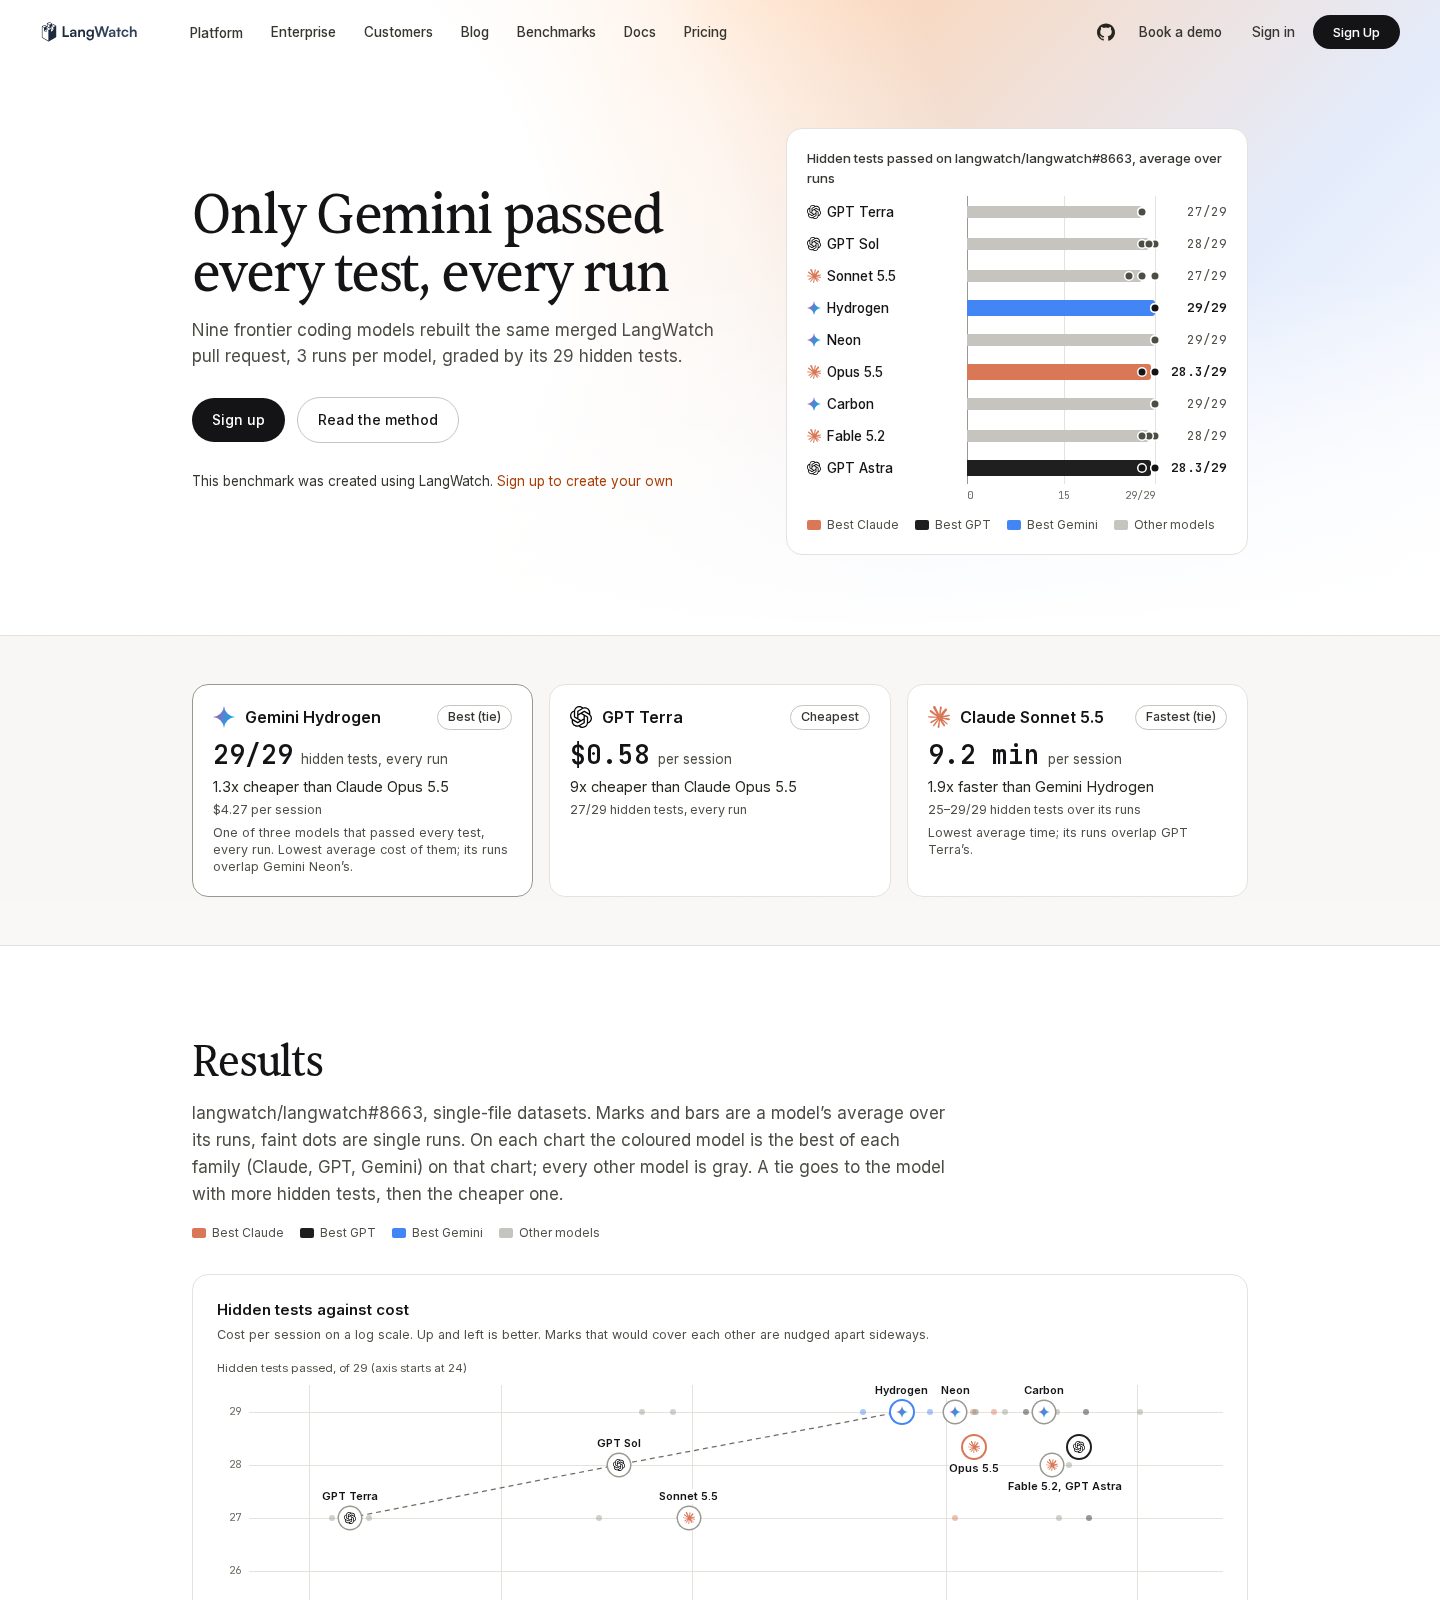 LangWatch
Platform
Enterprise
Customers
Blog
Benchmarks
Docs
Pricing
Book a demo
Sign in
Sign Up
Only Gemini passed
every test, every run
Nine frontier coding models rebuilt the same merged LangWatch
pull request, 3 runs per model, graded by its 29 hidden tests.
Sign up
Read the method
This benchmark was created using LangWatch. Sign up to create your own
Hidden tests passed on langwatch/langwatch#8663, average over
runs
GPT Terra 27/29
GPT Sol 28/29
Sonnet 5.5 27/29
Hydrogen 29/29
Neon 29/29
Opus 5.5 28.3/29
Carbon 29/29
Fable 5.2 28/29
GPT Astra 28.3/29
0 15 29/29
Best Claude Best GPT Best Gemini Other models
Gemini Hydrogen Best (tie)
29/29 hidden tests, every run
1.3x cheaper than Claude Opus 5.5
$4.27 per session
One of three models that passed every test,
every run. Lowest average cost of them; its runs
overlap Gemini Neon’s.
GPT Terra Cheapest
$0.58 per session
9x cheaper than Claude Opus 5.5
27/29 hidden tests, every run
Claude Sonnet 5.5 Fastest (tie)
9.2 min per session
1.9x faster than Gemini Hydrogen
25–29/29 hidden tests over its runs
Lowest average time; its runs overlap GPT
Terra’s.
Results
langwatch/langwatch#8663, single-file datasets. Marks and bars are a model’s average over
its runs, faint dots are single runs. On each chart the coloured model is the best of each
family (Claude, GPT, Gemini) on that chart; every other model is gray. A tie goes to the model
with more hidden tests, then the cheaper one.
Best Claude Best GPT Best Gemini Other models
Hidden tests against cost
Cost per session on a log scale. Up and left is better. Marks that would cover each other are nudged apart sideways.
Hidden tests passed, of 29 (axis starts at 24)
Hydrogen Neon Carbon
29
GPT Sol
28
Opus 5.5
Fable 5.2, GPT Astra
GPT Terra Sonnet 5.5
27
26